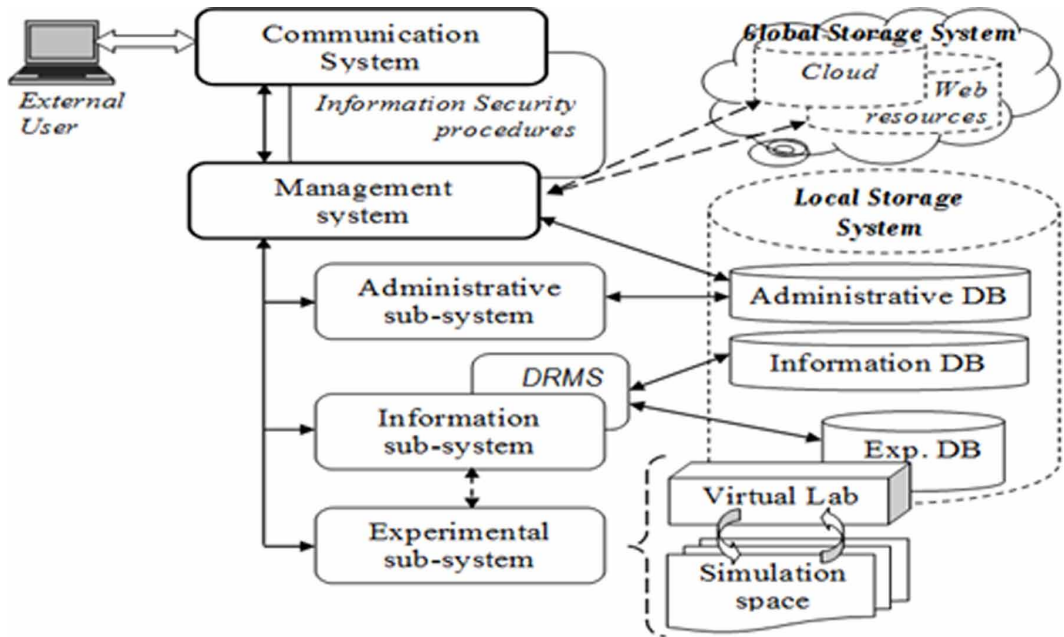 Communication
System
External
User
Information Security
procedures
Global Storage System
Cloud
Web
resources
Management
system
Local Storage
System
Administrative
sub-system
Administrative DB
DRMS
Information DB
Information
sub-system
Exp. DB
Experimental
sub-system
Virtual Lab
Simulation
space